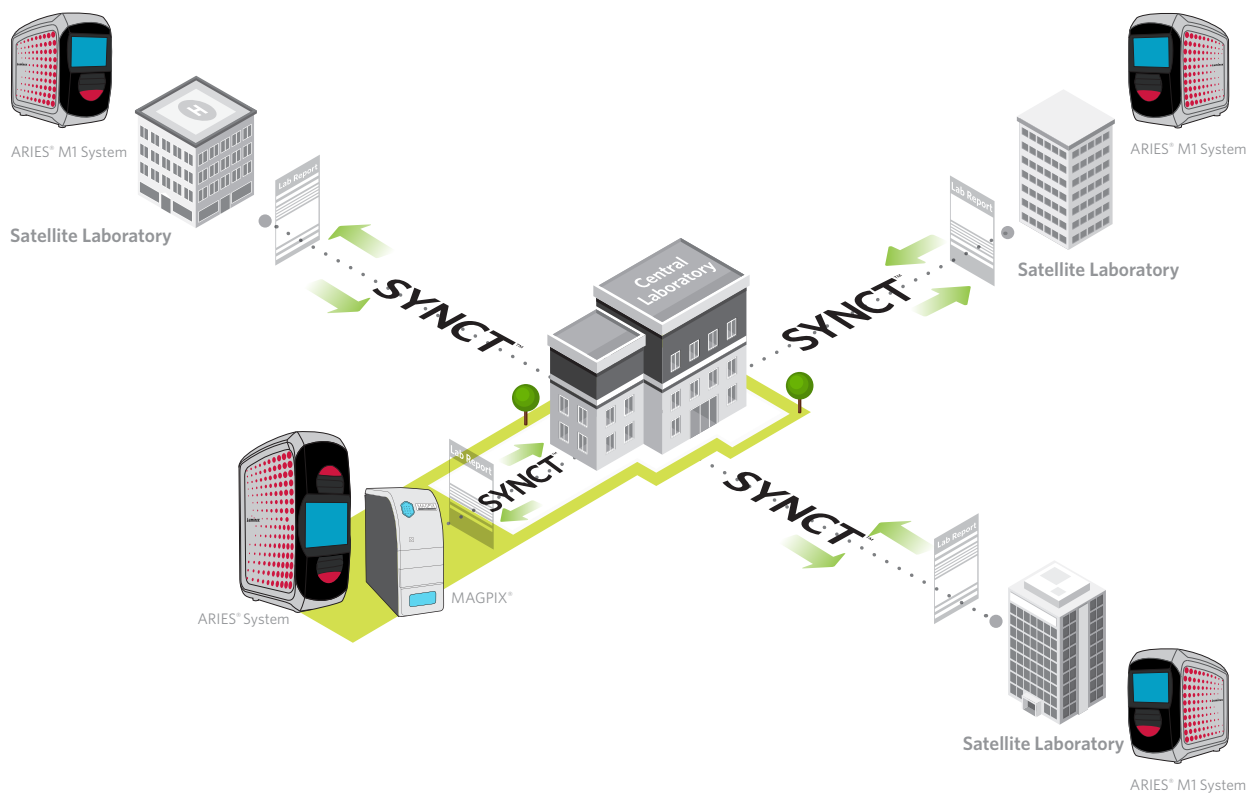 ARIES® M1 System
Satellite Laboratory
Lab Report
SYNCT™
ARIES® M1 System
Satellite Laboratory
Lab Report
SYNCT™
H
Central
Laboratory
Lab Report
SYNCT™
Luminex
ARIES® System
MAGPIX®
SYNCT™
Lab Report
Satellite Laboratory
ARIES® M1 System